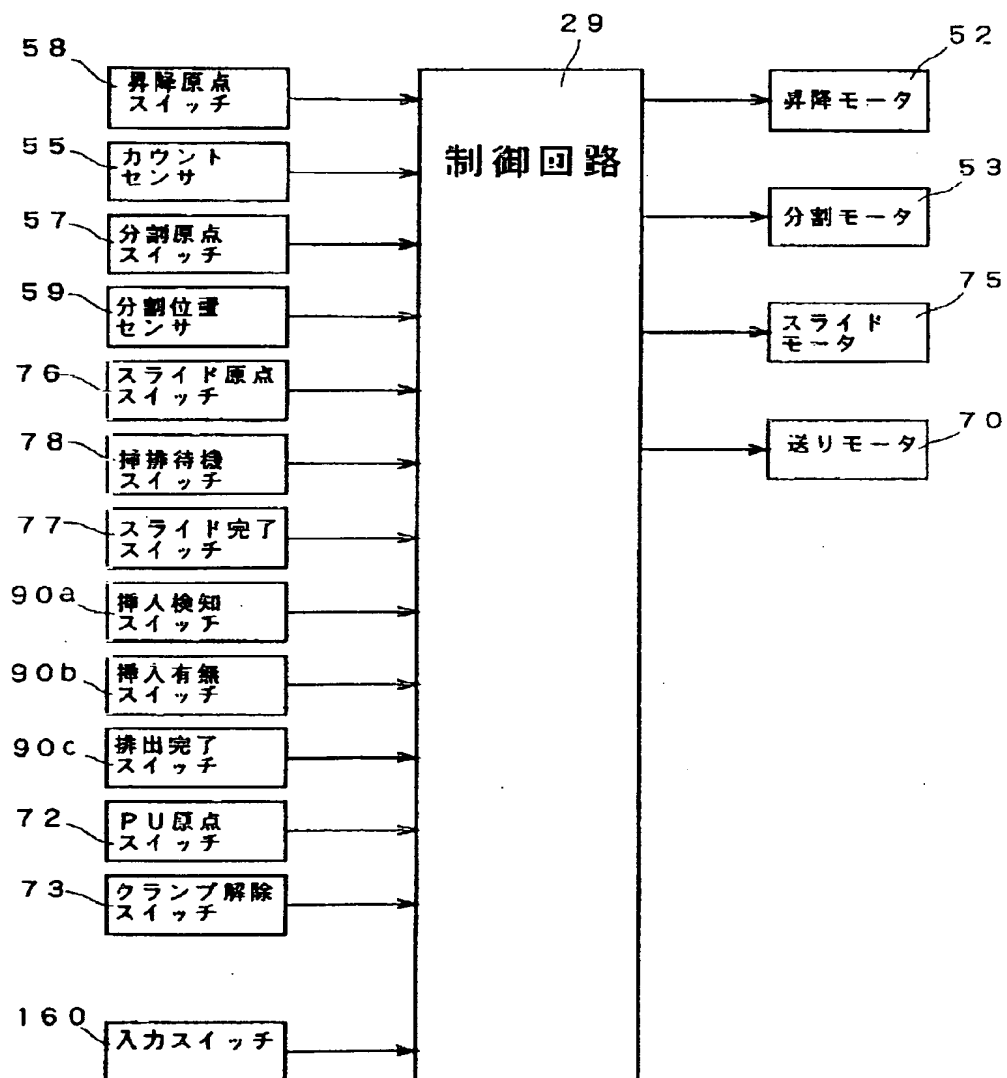 29
制御回路
58
昇降原点
スイッチ
55
カウント
センサ
57
分割原点
スイッチ
59
分割位置
センサ
76
スライド原点
スイッチ
78
挿排待機
スイッチ
77
スライド完了
スイッチ
90a
挿入検知
スイッチ
90b
挿入有無
スイッチ
90c
排出完了
スイッチ
72
PU原点
スイッチ
73
クランプ解除
スイッチ
160
入力スイッチ
52
昇降モータ
53
分割モータ
75
スライド
モータ
70
送りモータ